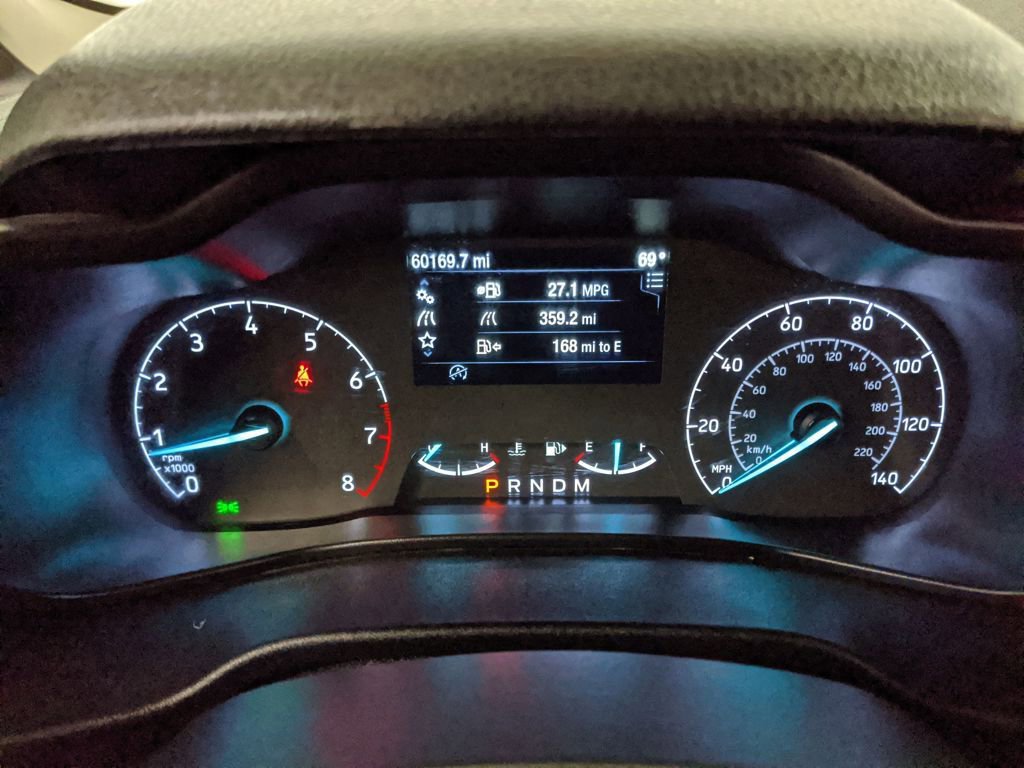 60169.7 mi 69°
27.1 MPG
359.2 mi
168 mi to E
0 1 2 3 4 5 6 7 8
rpm
x1000
H E
P R N D M
0 20 40 60 80 100 120 140
MPH
0 20 40 60 80 100 120 140 160 180 200 220
km/h